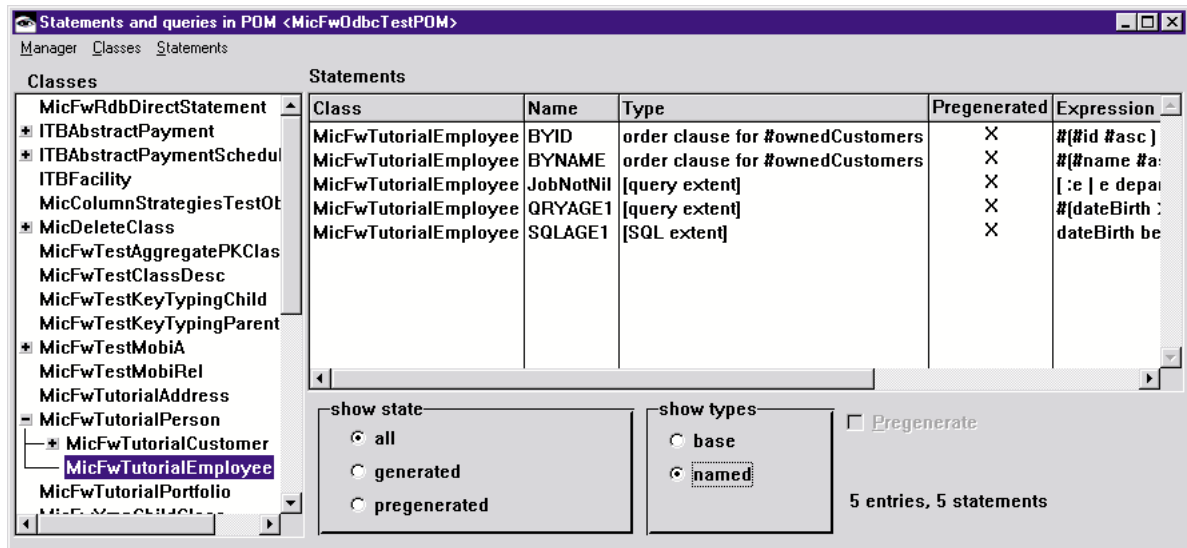 Statements and queries in POM <MicFwOdbcTestPOM>
Manager Classes Statements
Classes
MicFwRdbDirectStatement
ITBAbstractPayment
ITBAbstractPaymentSchedul
ITBFacility
MicColumnStrategiesTestOb
MicDeleteClass
MicFwTestAggregatePKClas
MicFwTestClassDesc
MicFwTestKeyTypingChild
MicFwTestKeyTypingParent
MicFwTestMobiA
MicFwTestMobiRel
MicFwTutorialAddress
MicFwTutorialPerson
MicFwTutorialCustomer
MicFwTutorialEmployee
MicFwTutorialPortfolio
Statements
Class Name Type Pregenerated Expression
MicFwTutorialEmployee BYID order clause for #ownedCustomers X #(#id #asc )
MicFwTutorialEmployee BYNAME order clause for #ownedCustomers X #(#name #as
MicFwTutorialEmployee JobNotNil [query extent] X [ :e | e depar
MicFwTutorialEmployee QRYAGE1 [query extent] X #(dateBirth
MicFwTutorialEmployee SQLAGE1 [SQL extent] X dateBirth be
show state
all
generated
pregenerated
show types
base
named
Pregenerate
5 entries, 5 statements